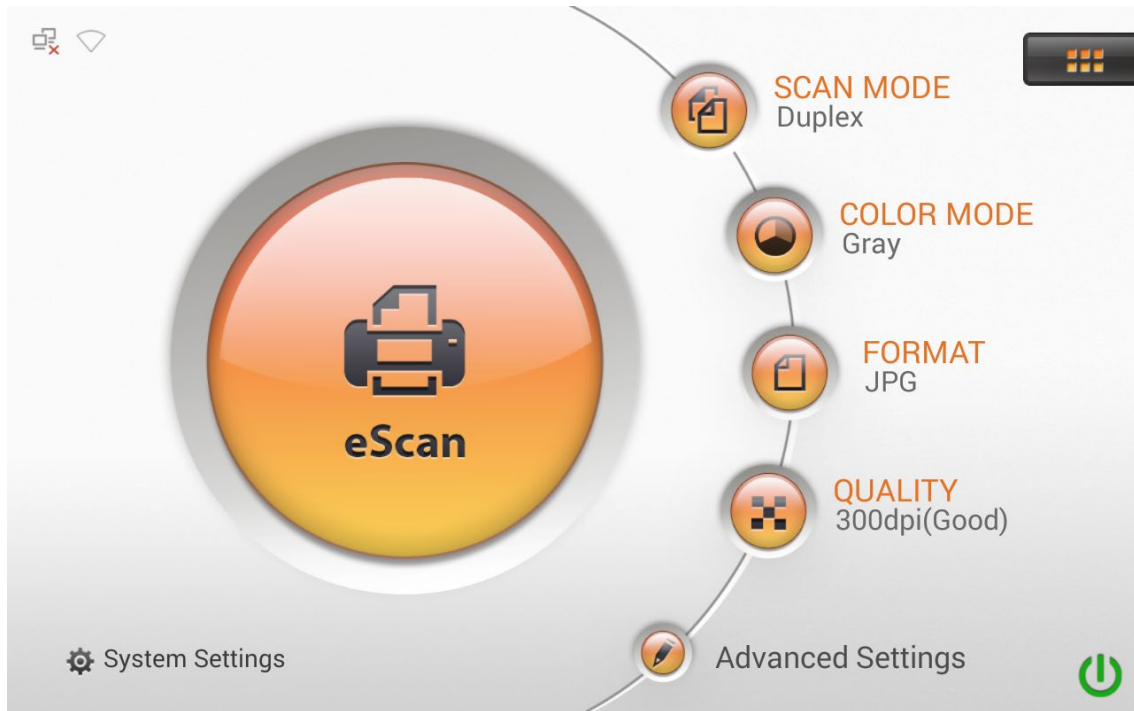 SCAN MODE
Duplex
COLOR MODE
Gray
FORMAT
JPG
eScan
QUALITY
300dpi(Good)
System Settings
Advanced Settings